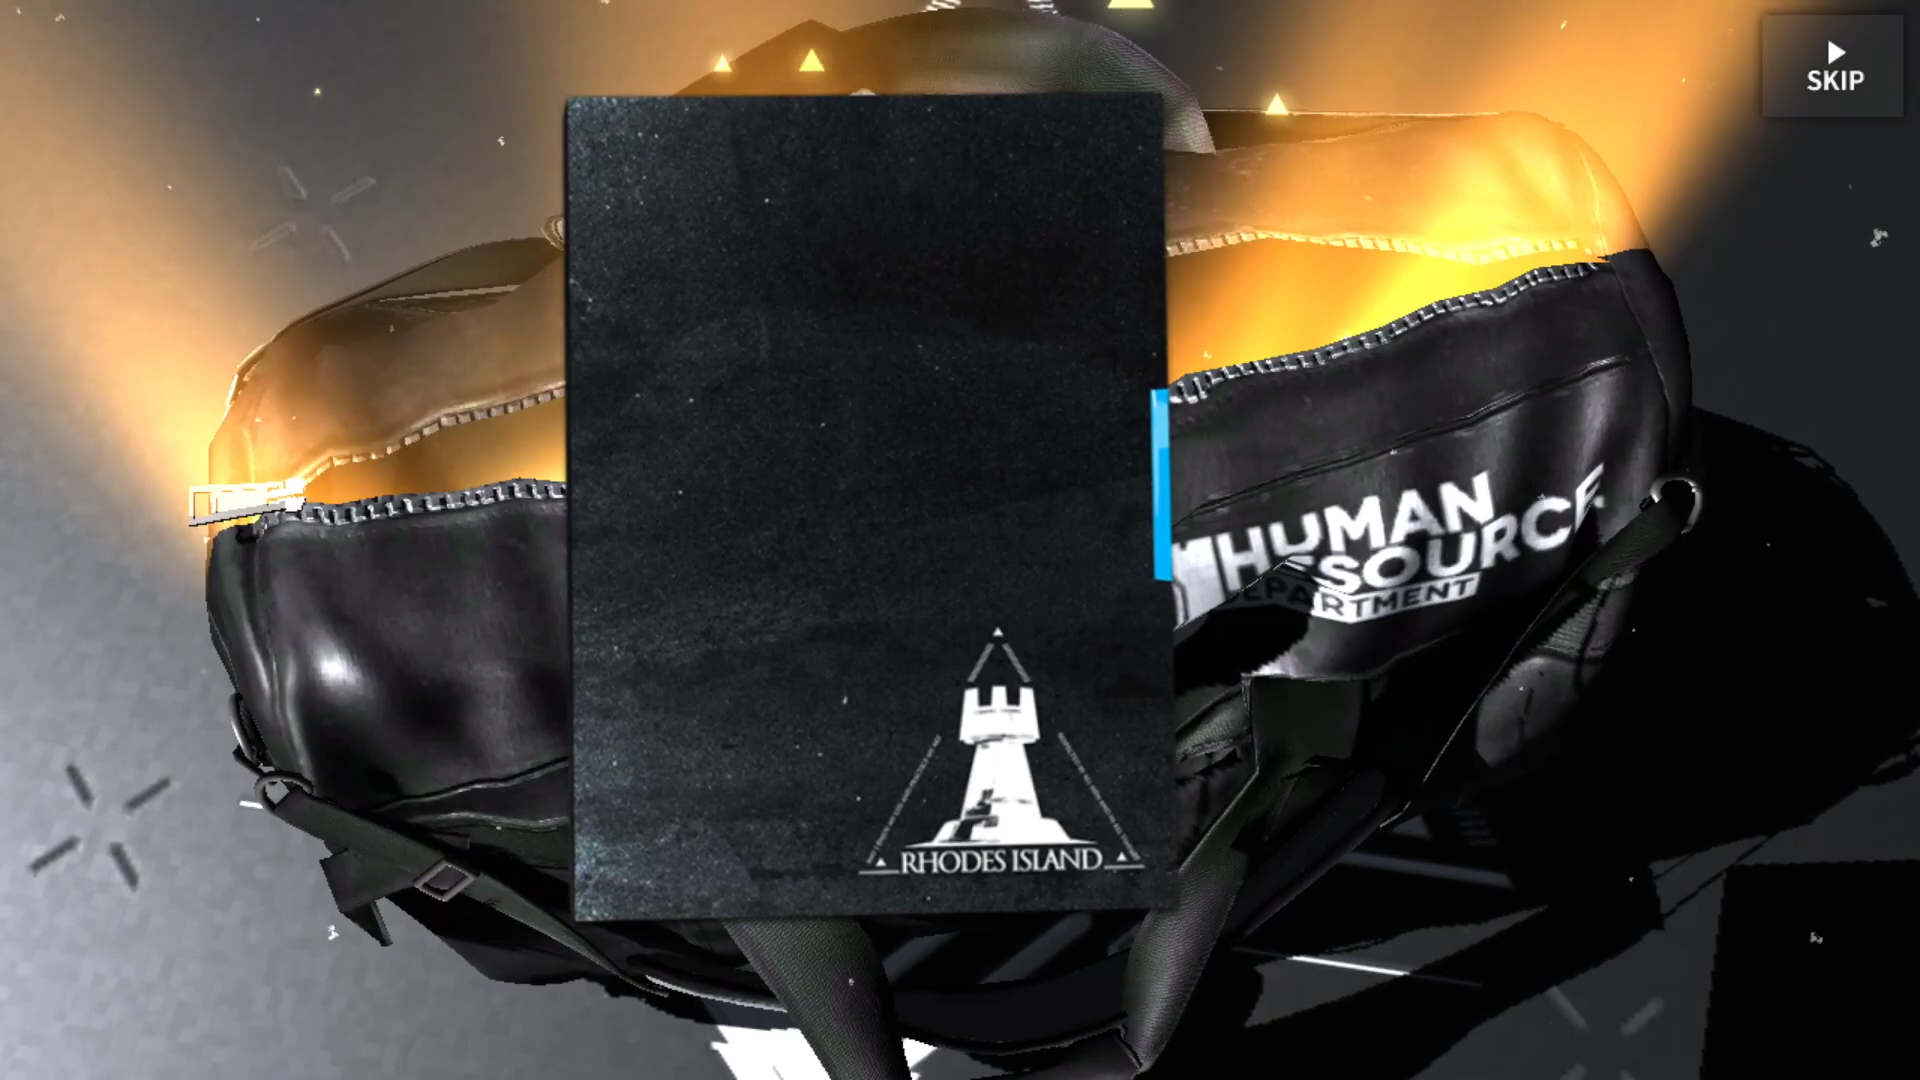 SKIP
HUMAN
RESOURCE
DEPARTMENT
RHODES ISLAND